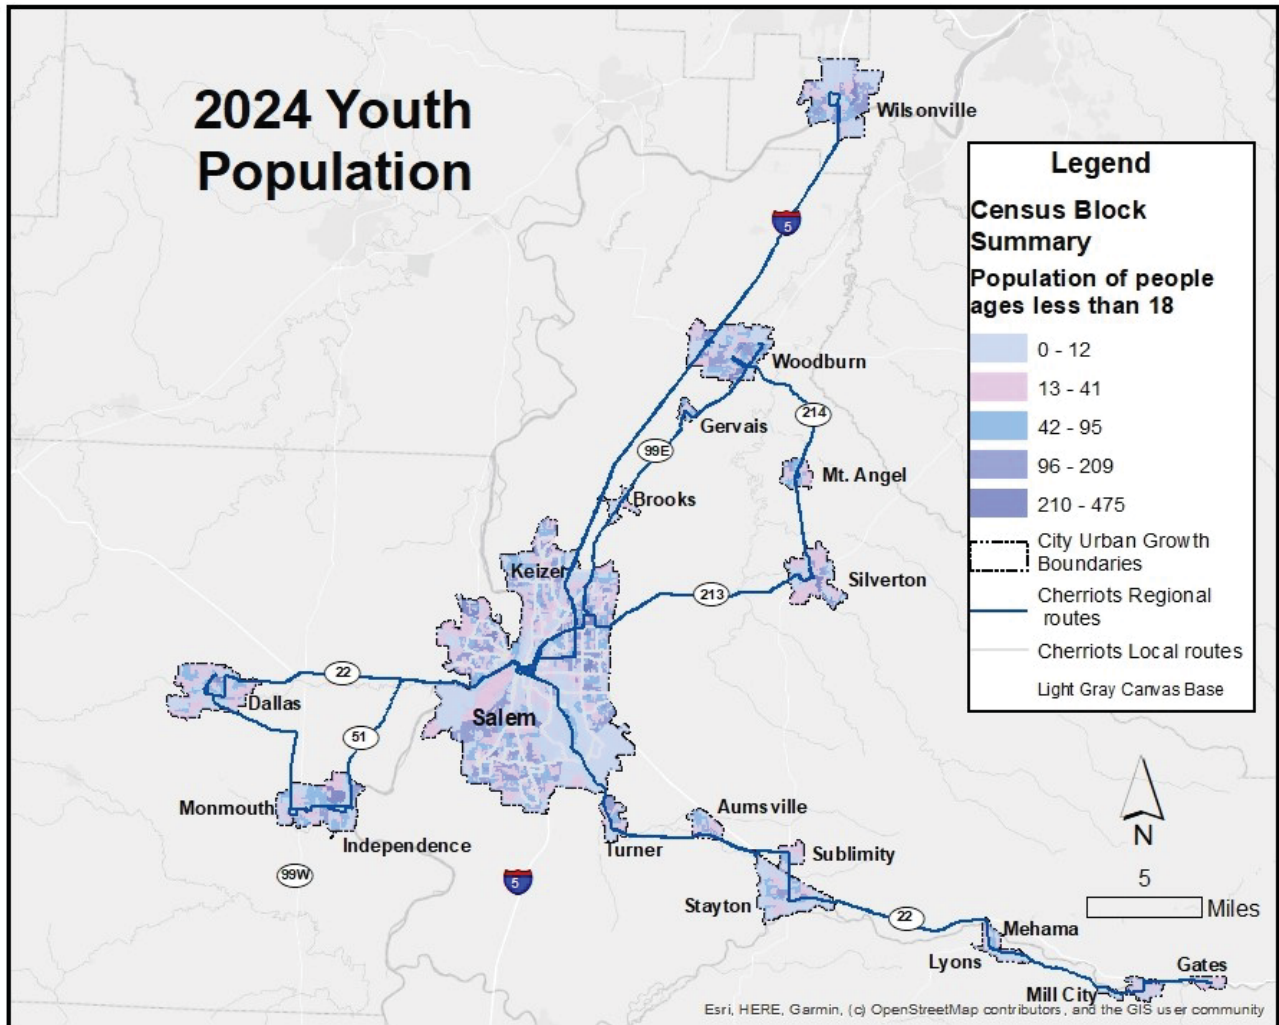 2024 Youth
Population
Wilsonville
5
Legend
Census Block
Summary
Population of people
ages less than 18
0 - 12
13 - 41
42 - 95
96 - 209
210 - 475
City Urban Growth
Boundaries
Cherriots Regional
routes
Cherriots Local routes
Light Gray Canvas Base
Woodburn
214
Gervais
99E
Mt. Angel
Brooks
Keizer
Silverton
213
22
Dallas
Salem
51
Monmouth
Independence
Aumsville
Turner
Sublimity
99W
5
Stayton
22
N
5
Miles
Mehama
Lyons
Gates
Mill City
Esri, HERE, Garmin, (c) OpenStreetMap contributors, and the GIS user community